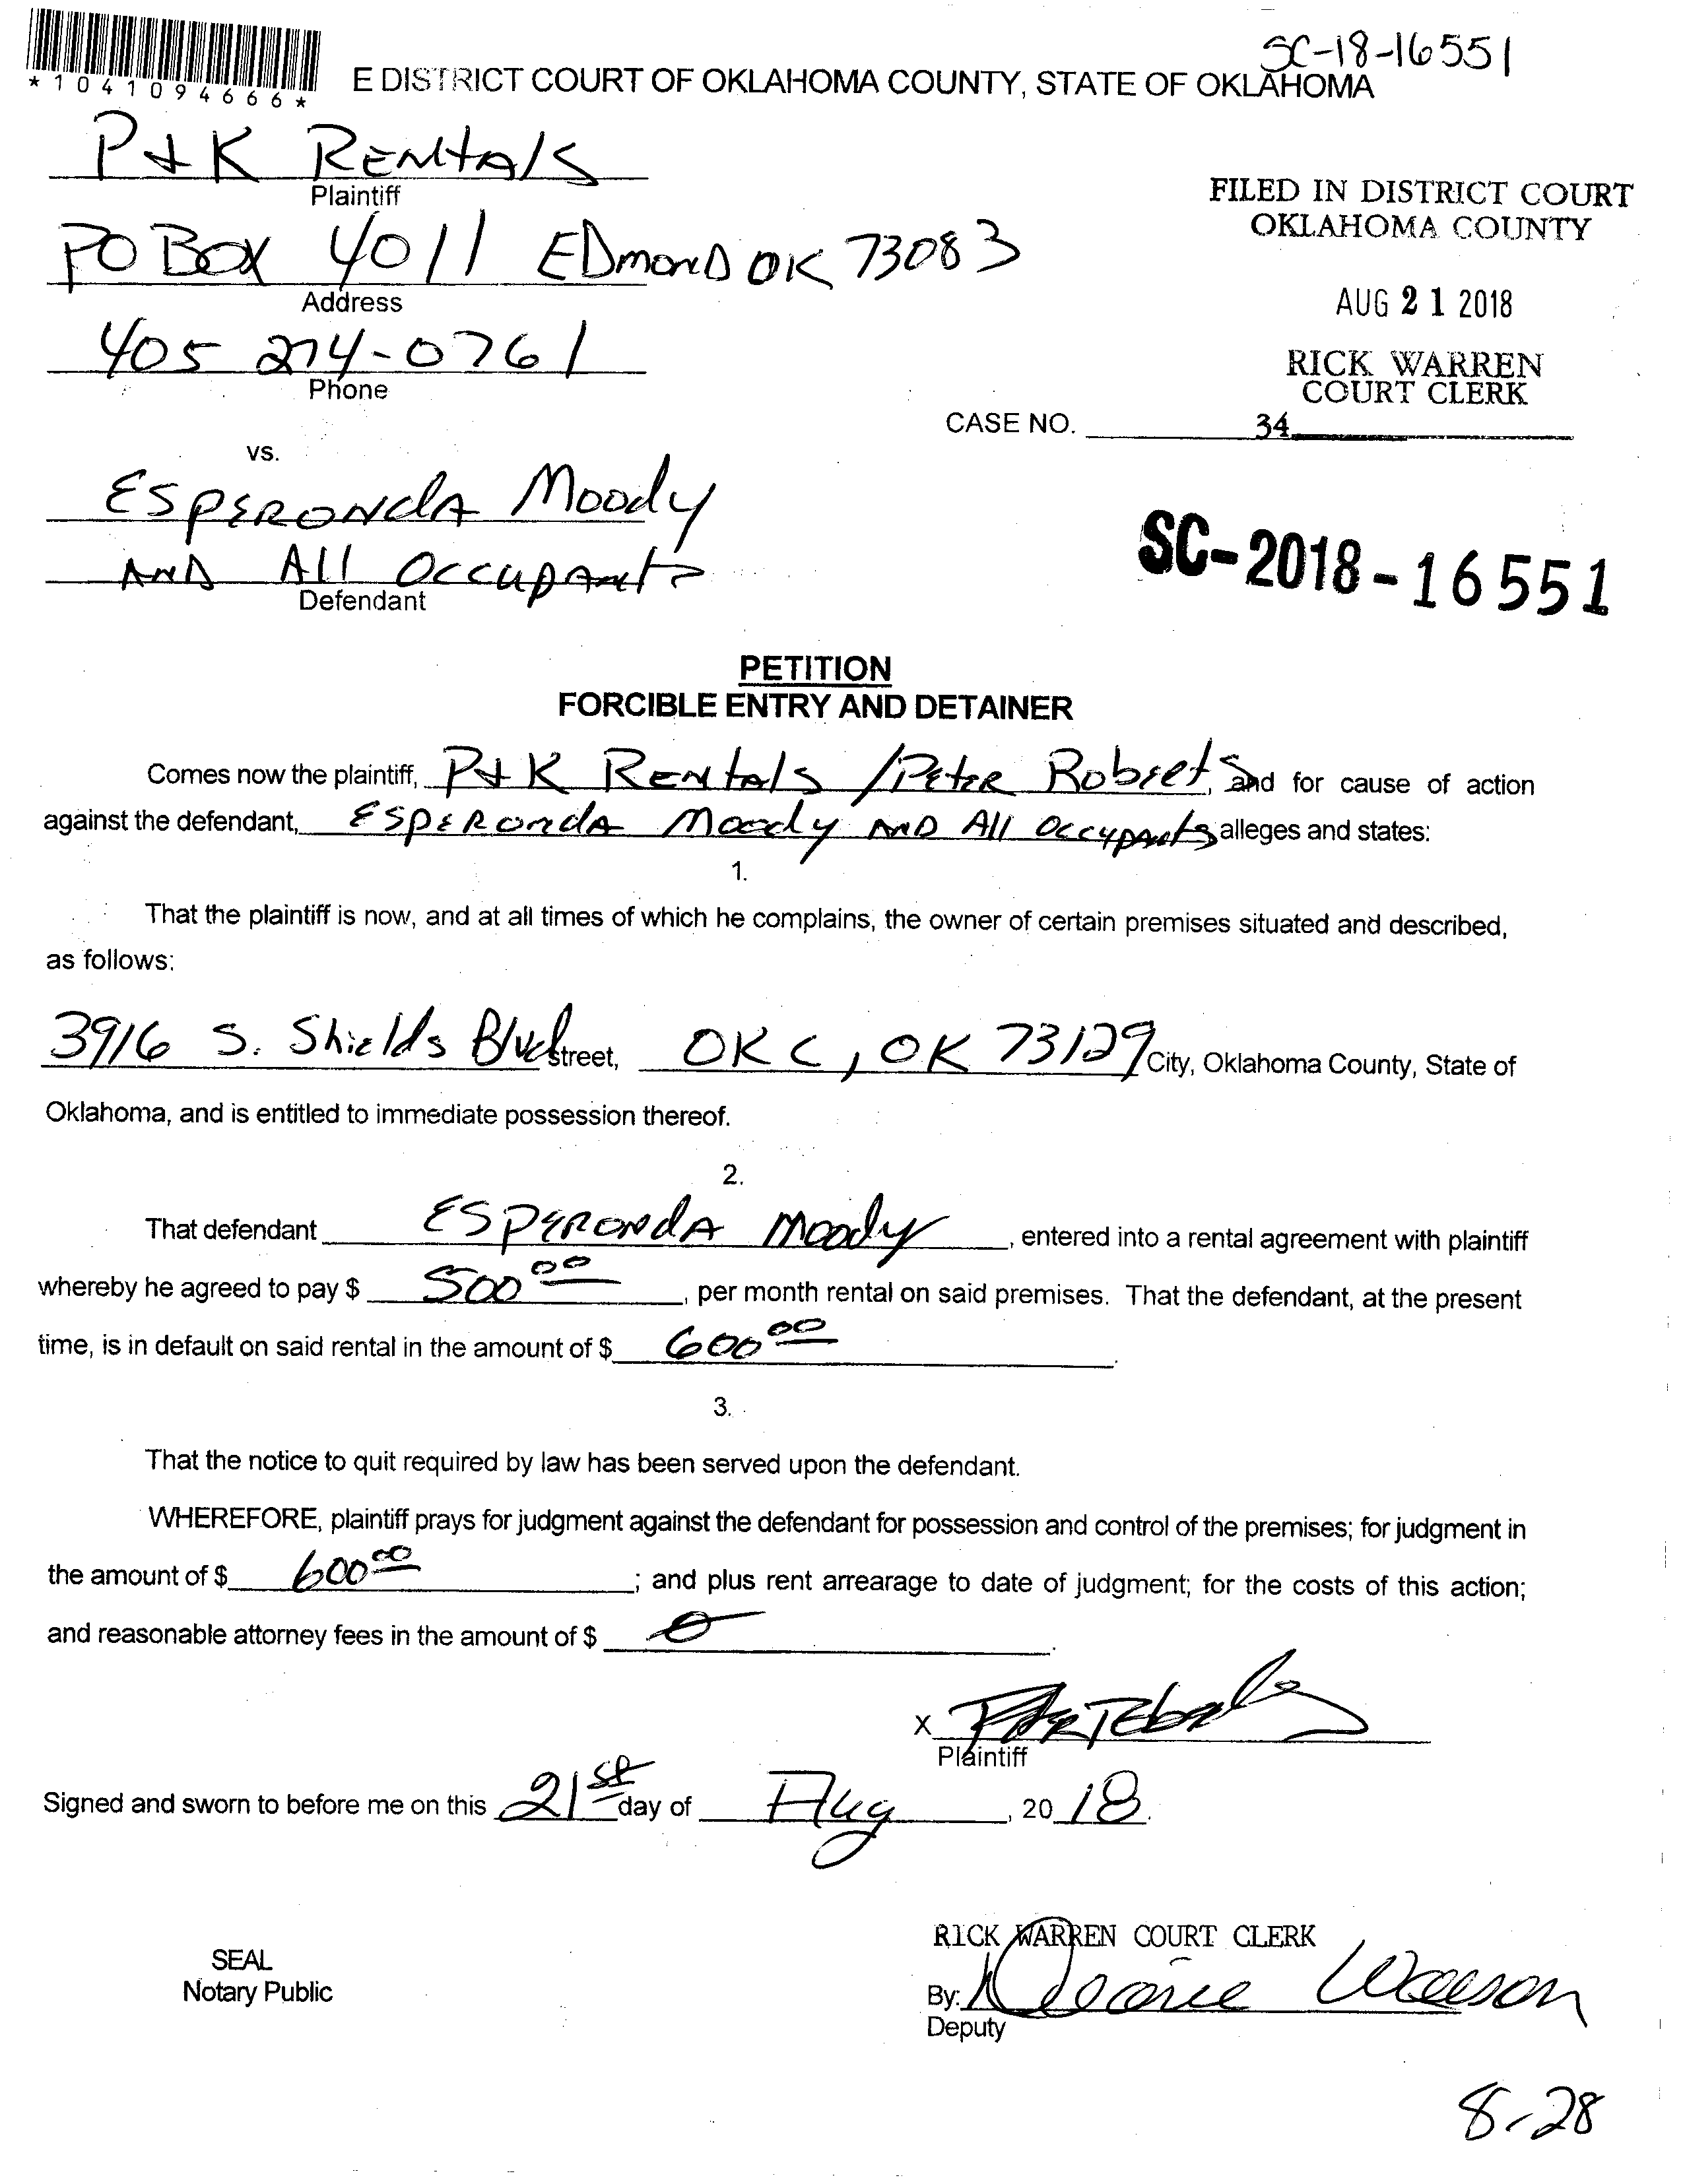 SC-18-16551
*1041094666*
E DISTRICT COURT OF OKLAHOMA COUNTY, STATE OF OKLAHOMA
P+K RENTAls
Plaintiff
PO BOX 4011 EDmonD OK 73083
Address
405 274-0761
Phone
FILED IN DISTRICT COURT
OKLAHOMA COUNTY
AUG 21 2018
RICK WARREN
COURT CLERK
CASE NO. 34
vs.
ESPERONdA Moody
AND All Occupants
Defendant
SC-2018-16551
PETITION
FORCIBLE ENTRY AND DETAINER
Comes now the plaintiff, P+K RENtals / PEtER Roberts, and for cause of action
against the defendant, ESPERondA Moody AND All Occupants alleges and states:
1.
That the plaintiff is now, and at all times of which he complains, the owner of certain premises situated and described,
as follows:
3916 S. Shields Blvd Street, OKC, OK 73129 City, Oklahoma County, State of
Oklahoma, and is entitled to immediate possession thereof.
2.
That defendant ESPERONdA Moody, entered into a rental agreement with plaintiff
whereby he agreed to pay $ 500 00, per month rental on said premises. That the defendant, at the present
time, is in default on said rental in the amount of $ 600 00.
3.
That the notice to quit required by law has been served upon the defendant.
WHEREFORE, plaintiff prays for judgment against the defendant for possession and control of the premises; for judgment in
the amount of $ 600 00; and plus rent arrearage to date of judgment; for the costs of this action;
and reasonable attorney fees in the amount of $ 0.
X
Plaintiff
Signed and sworn to before me on this 21st day of Aug, 2018.
SEAL
Notary Public
RICK WARREN COURT CLERK
By:
Deputy
8-28